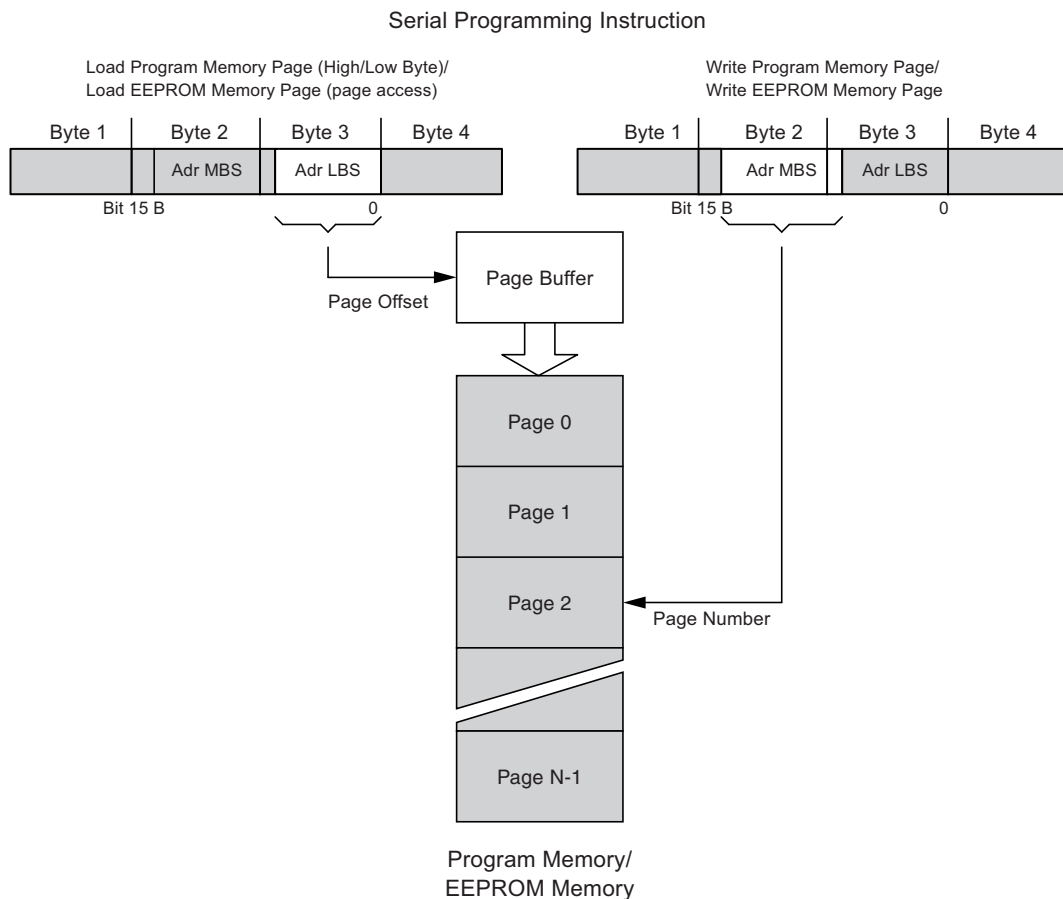 Serial Programming Instruction
Load Program Memory Page (High/Low Byte)/
Load EEPROM Memory Page (page access)
Byte 1 Byte 2 Byte 3 Byte 4
Adr MBS Adr LBS
Bit 15 B 0
Write Program Memory Page/
Write EEPROM Memory Page
Byte 1 Byte 2 Byte 3 Byte 4
Adr MBS Adr LBS
Bit 15 B 0
Page Offset
Page Buffer
Page 0
Page 1
Page 2
Page Number
Page N-1
Program Memory/
EEPROM Memory